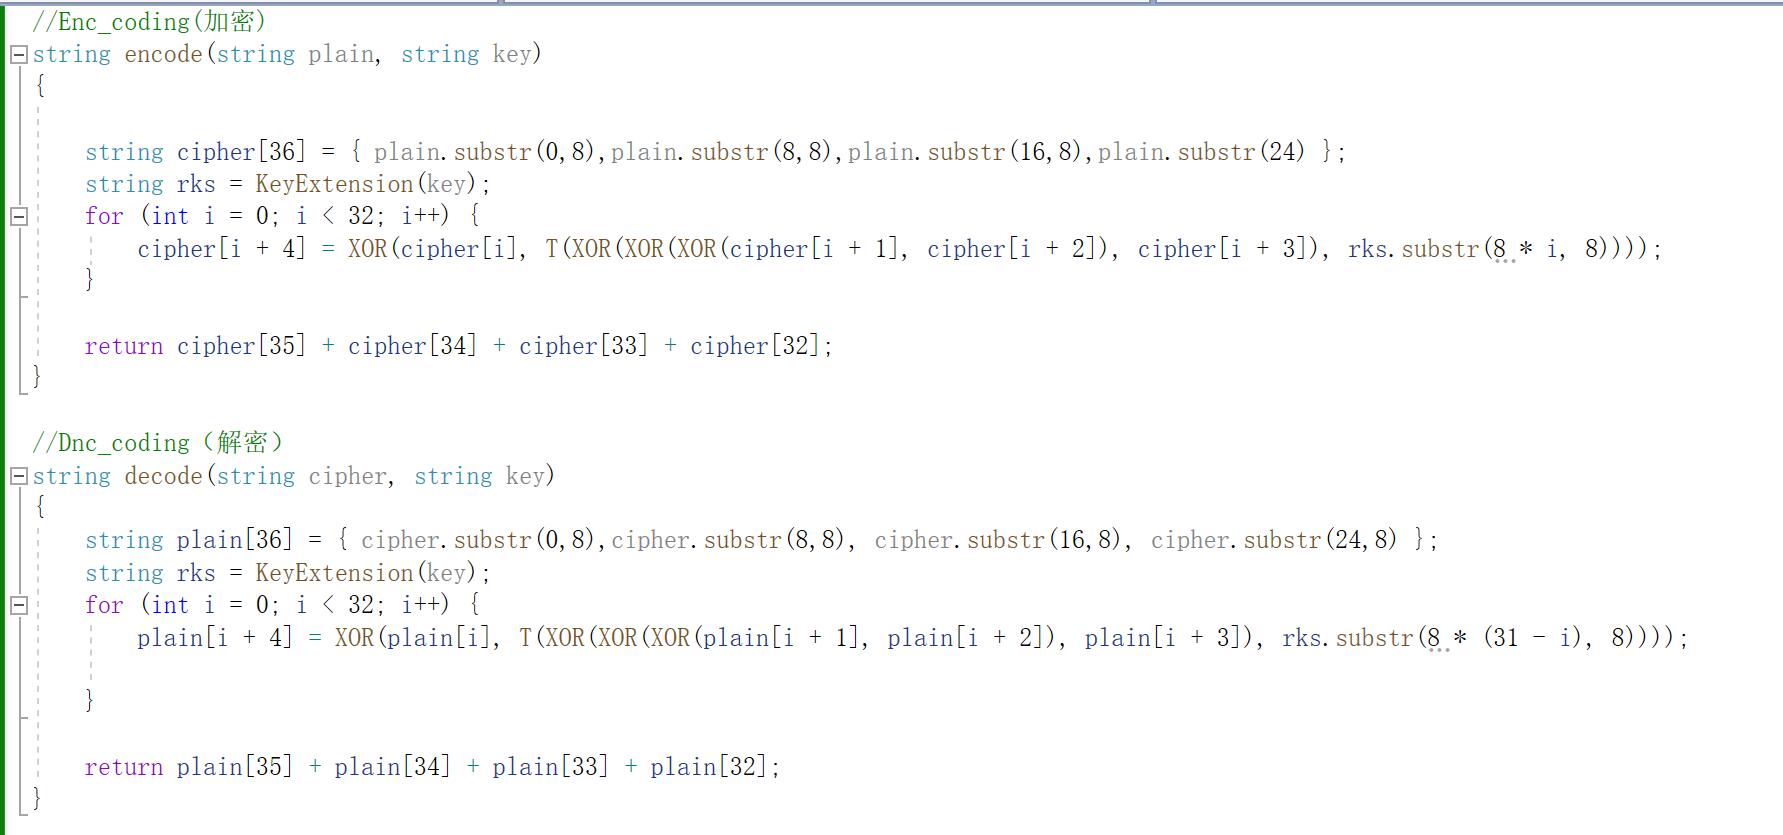 //Enc_coding(加密)
string encode(string plain, string key)
{
string cipher[36] = { plain.substr(0,8),plain.substr(8,8),plain.substr(16,8),plain.substr(24) };
string rks = KeyExtension(key);
for (int i = 0; i < 32; i++) {
cipher[i + 4] = XOR(cipher[i], T(XOR(XOR(XOR(cipher[i + 1], cipher[i + 2]), cipher[i + 3]), rks.substr(8 * i, 8))));
}
return cipher[35] + cipher[34] + cipher[33] + cipher[32];
}
//Dnc_coding（解密）
string decode(string cipher, string key)
{
string plain[36] = { cipher.substr(0,8),cipher.substr(8,8), cipher.substr(16,8), cipher.substr(24,8) };
string rks = KeyExtension(key);
for (int i = 0; i < 32; i++) {
plain[i + 4] = XOR(plain[i], T(XOR(XOR(XOR(plain[i + 1], plain[i + 2]), plain[i + 3]), rks.substr(8 * (31 - i), 8))));
}
return plain[35] + plain[34] + plain[33] + plain[32];
}